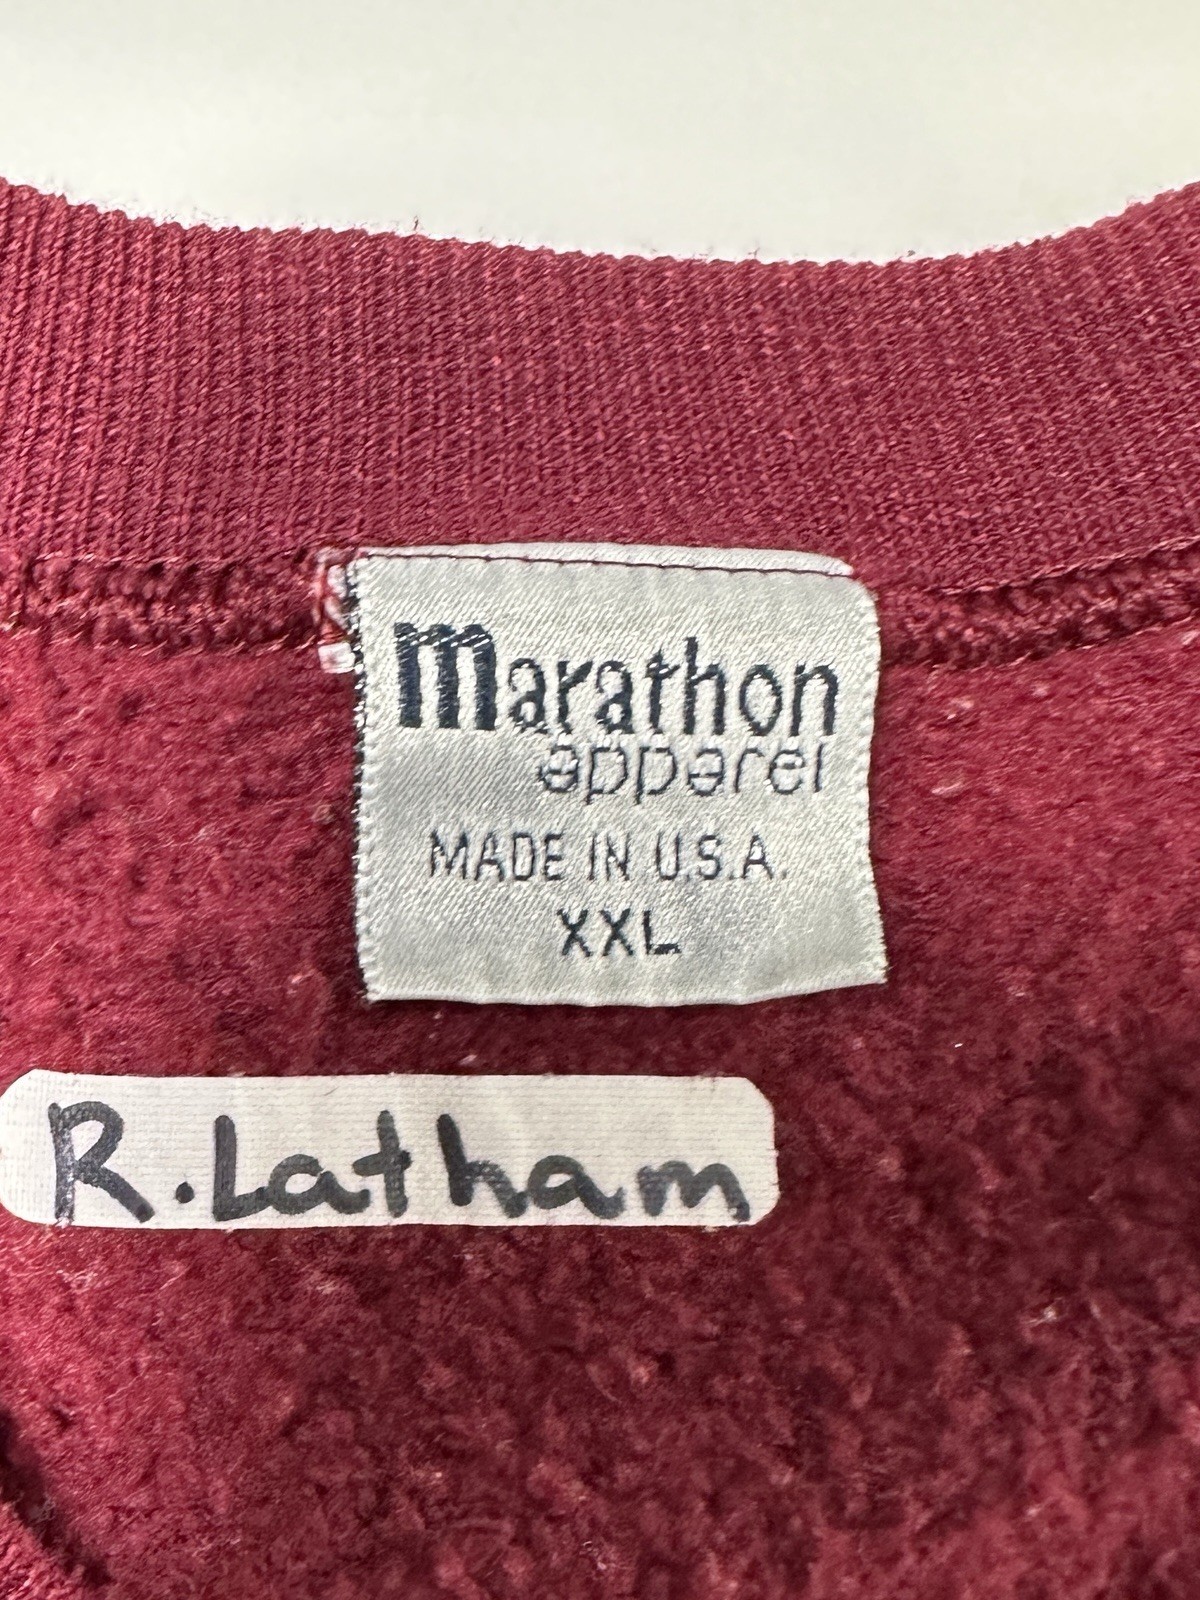 marathon
apparel
MADE IN U.S.A.
XXL
R. Latham